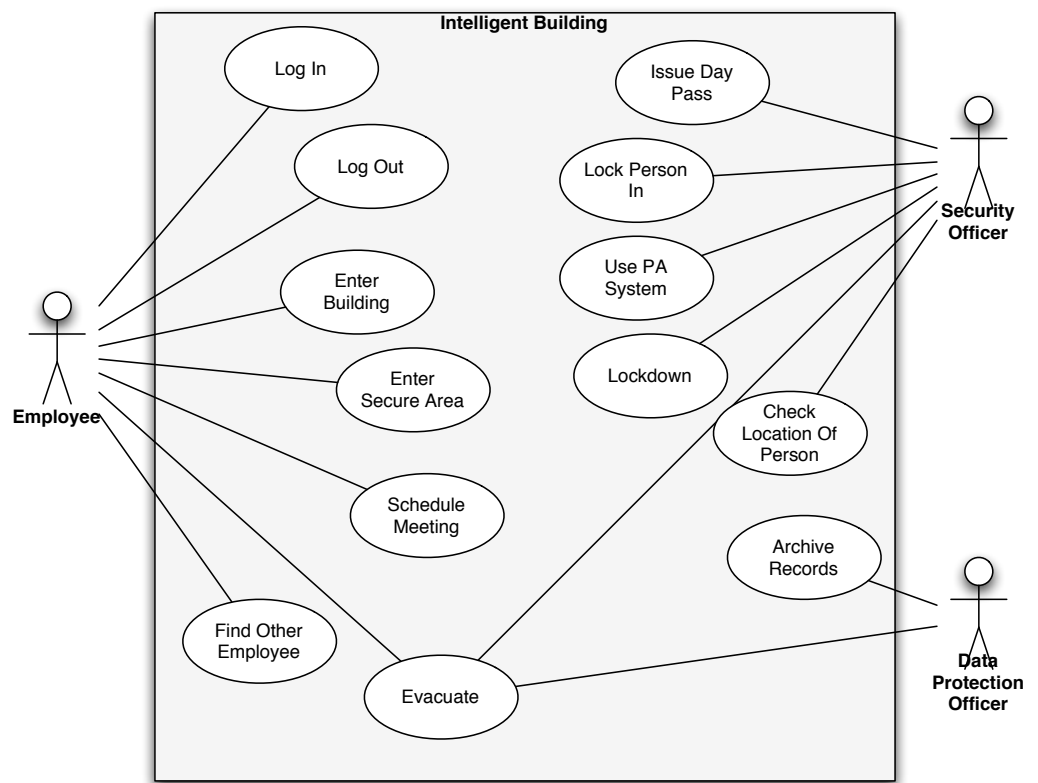 Intelligent Building
Log In
Issue Day
Pass
Log Out
Lock Person
In
Security
Officer
Enter
Building
Use PA
System
Enter
Secure Area
Lockdown
Employee
Check
Location Of
Person
Schedule
Meeting
Archive
Records
Find Other
Employee
Evacuate
Data
Protection
Officer